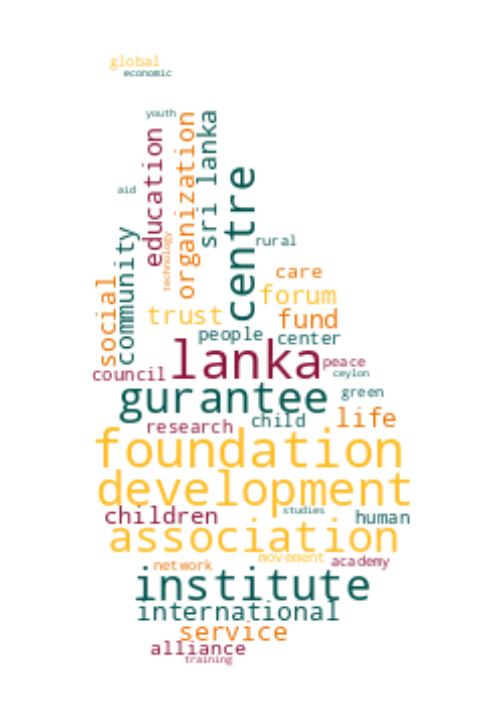 global
economic
youth
education
organization
sri lanka
centre
aid
technology
rural
community
social
care
forum
trust
fund
people
center
lanka
peace
council
ceylon
gurantee
green
child
life
research
foundation
development
studies
children
human
association
movement
academy
network
institute
international
service
alliance
training